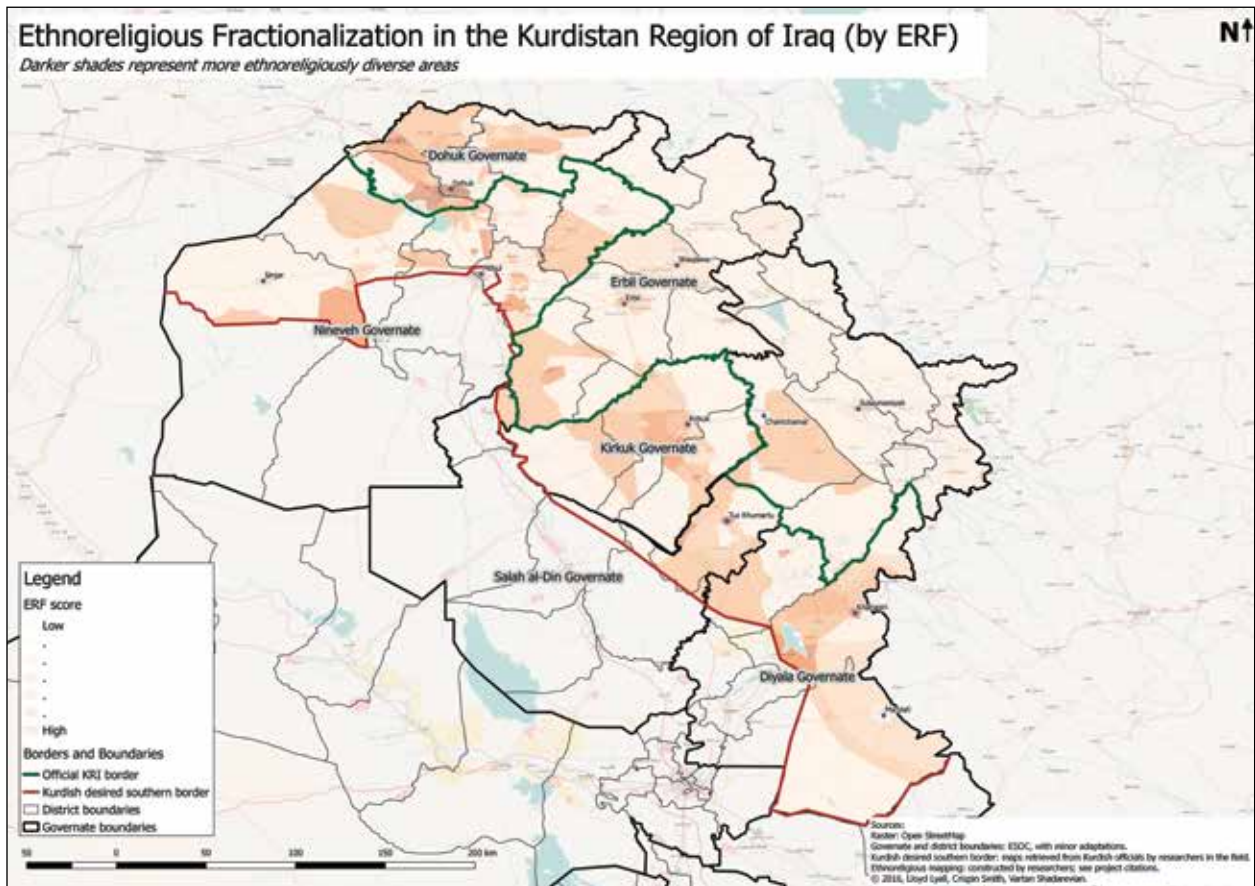 Ethnoreligious Fractionalization in the Kurdistan Region of Iraq (by ERF)
Darker shades represent more ethnoreligiously diverse areas
N↑
Dohuk Governate
Dohuk
Sinjar
Mosul
Erbil Governate
Erbil
Nineveh Governate
Kirkuk
Chamchamal
Kirkuk Governate
Tuz Khurmatu
Salah al-Din Governate
Khanaqin
Diyala Governate
Mandali
Legend
ERF score
Low
High
Borders and Boundaries
Official KRI border
Kurdish desired southern border
District boundaries
Governate boundaries
50 0 50 100 150 200 km
Sources:
Raster: Open StreetMap
Governate and district boundaries: ESOC, with minor adaptations.
Kurdish desired southern border: maps retrieved from Kurdish officials by researchers in the field.
Ethnoreligious mapping: constructed by researchers; see project citations.
© 2016, Lloyd Lyall, Crispin Smith, Vartan Shadarevian.